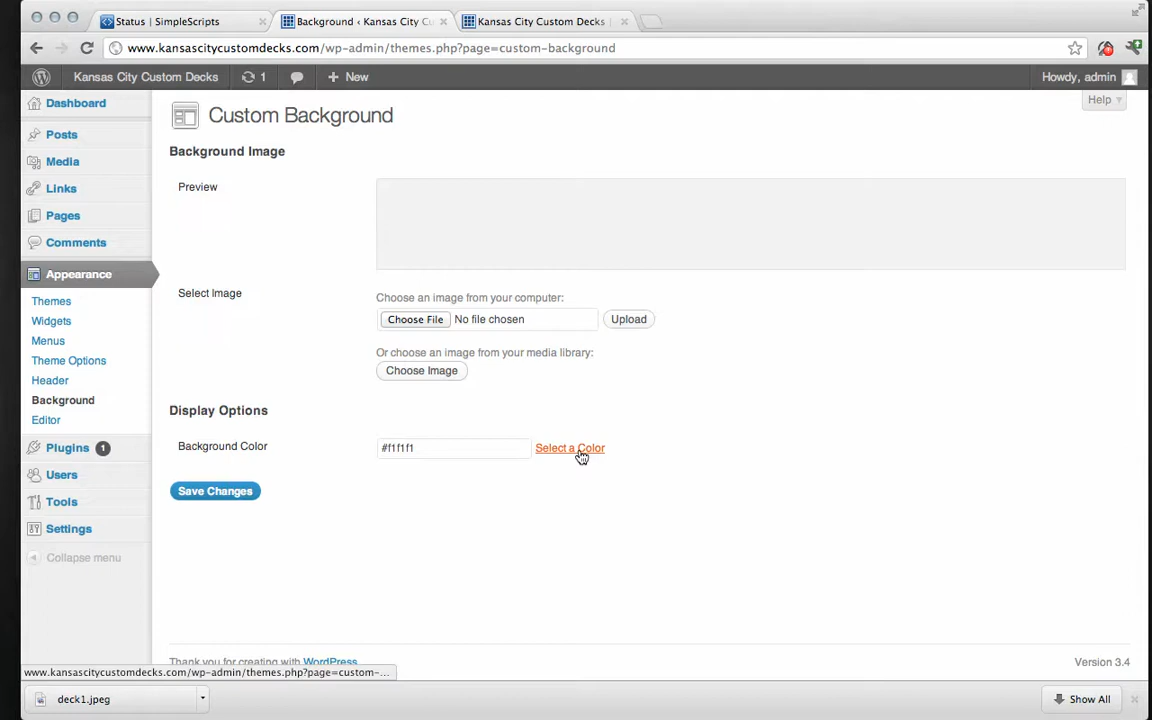 Status | SimpleScripts
Background ‹ Kansas City C
Kansas City Custom Decks
www.kansascitycustomdecks.com/wp-admin/themes.php?page=custom-background
Kansas City Custom Decks 1 + New Howdy, admin
Help
Dashboard
Posts
Media
Links
Pages
Comments
Appearance
Themes
Widgets
Menus
Theme Options
Header
Background
Editor
Plugins 1
Users
Tools
Settings
Collapse menu
Custom Background
Background Image
Preview
Select Image
Choose an image from your computer:
Choose File No file chosen Upload
Or choose an image from your media library:
Choose Image
Display Options
Background Color #f1f1f1 Select a Color
Save Changes
Thank you for creating with WordPress
Version 3.4
www.kansascitycustomdecks.com/wp-admin/themes.php?page=custom-...
deck1.jpeg
Show All